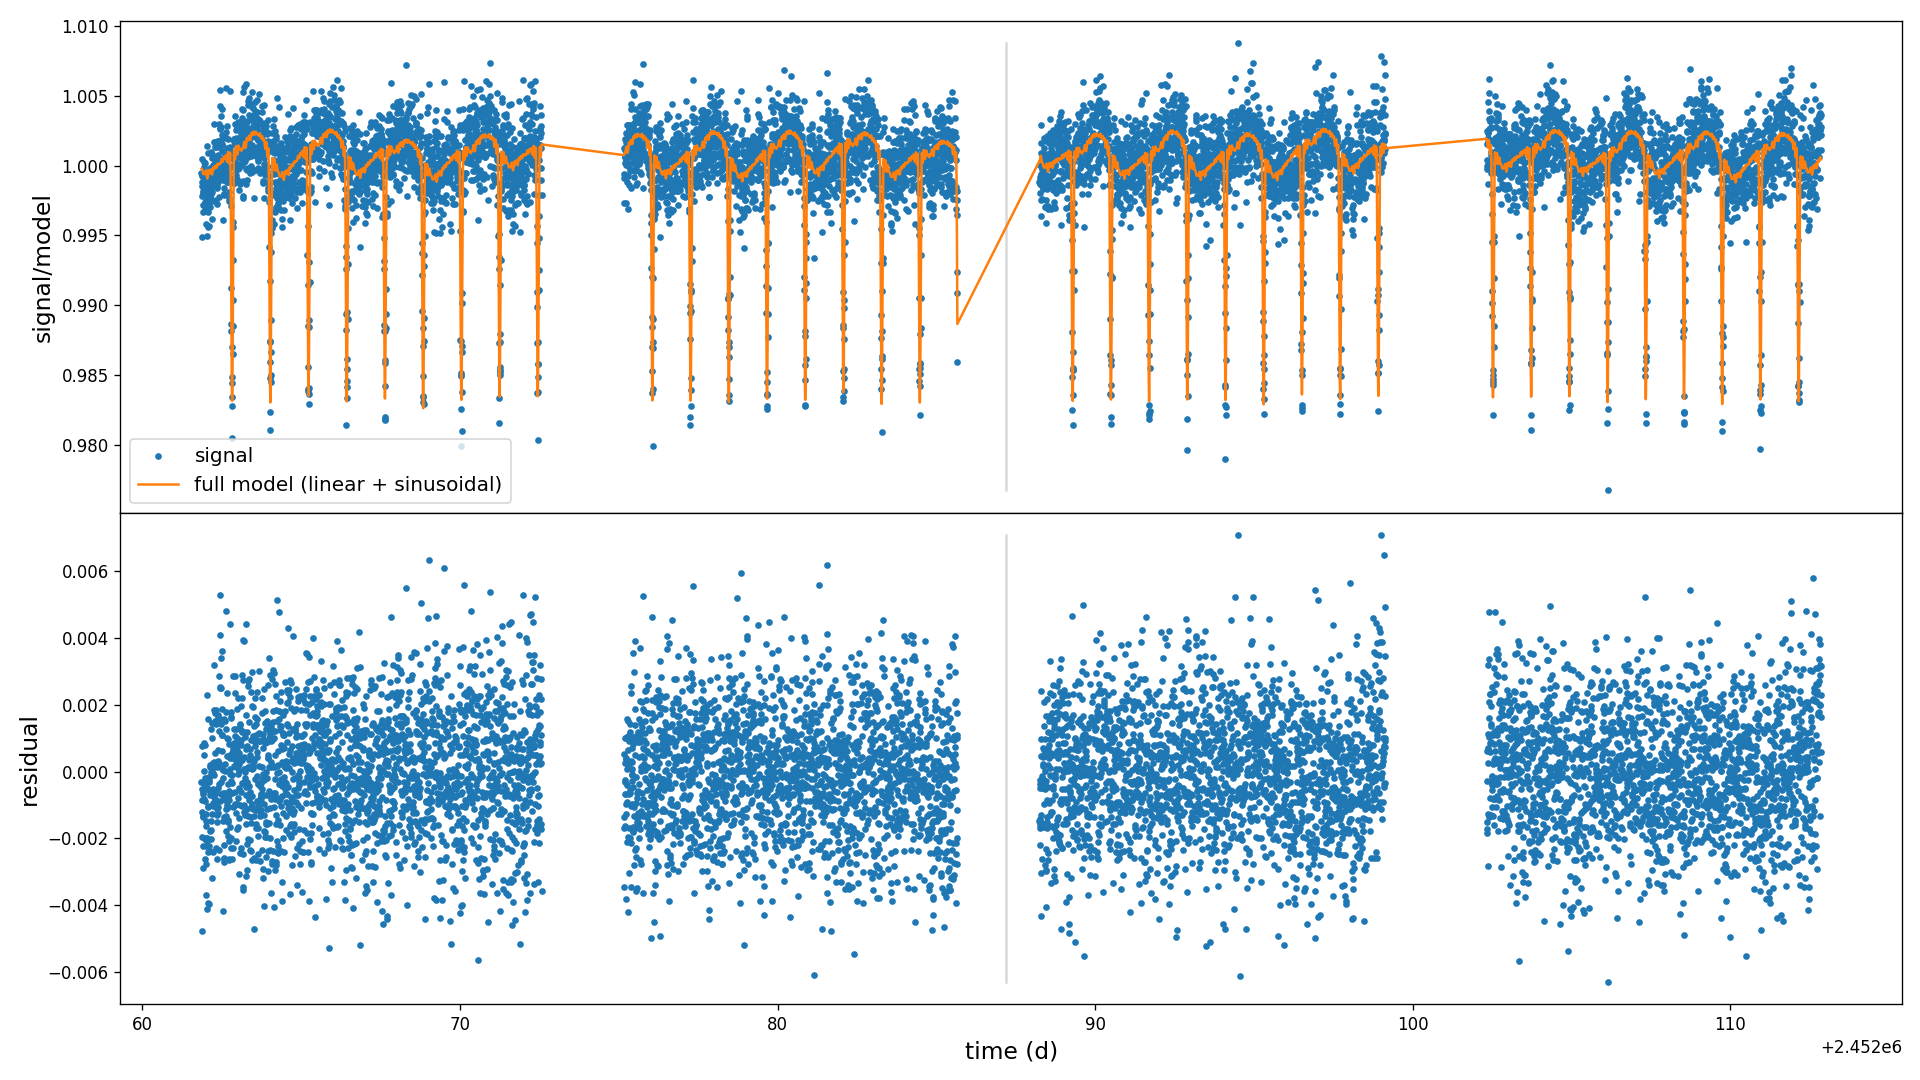 1.010
1.005
1.000
0.995
0.990
0.985
0.980
signal/model
signal
full model (linear + sinusoidal)
0.006
0.004
0.002
0.000
−0.002
−0.004
−0.006
residual
60 70 80 90 100 110
time (d)
+2.452e6